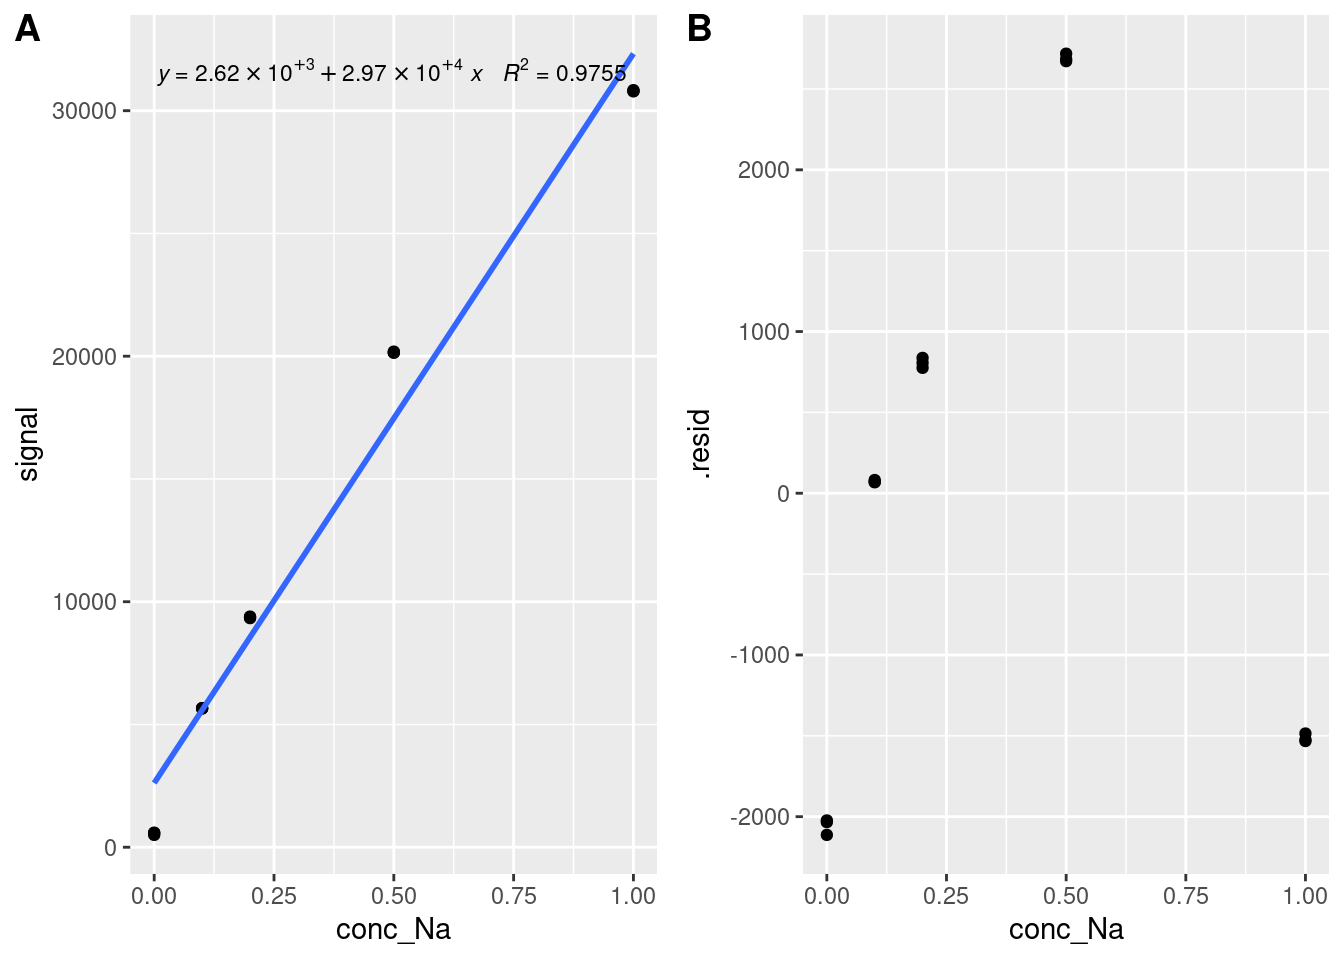 A
y = 2.62 × 10⁺³ + 2.97 × 10⁺⁴ x R² = 0.9755
30000
20000
10000
0
signal
0.00 0.25 0.50 0.75 1.00
conc_Na
B
2000
1000
0
-1000
-2000
.resid
0.00 0.25 0.50 0.75 1.00
conc_Na